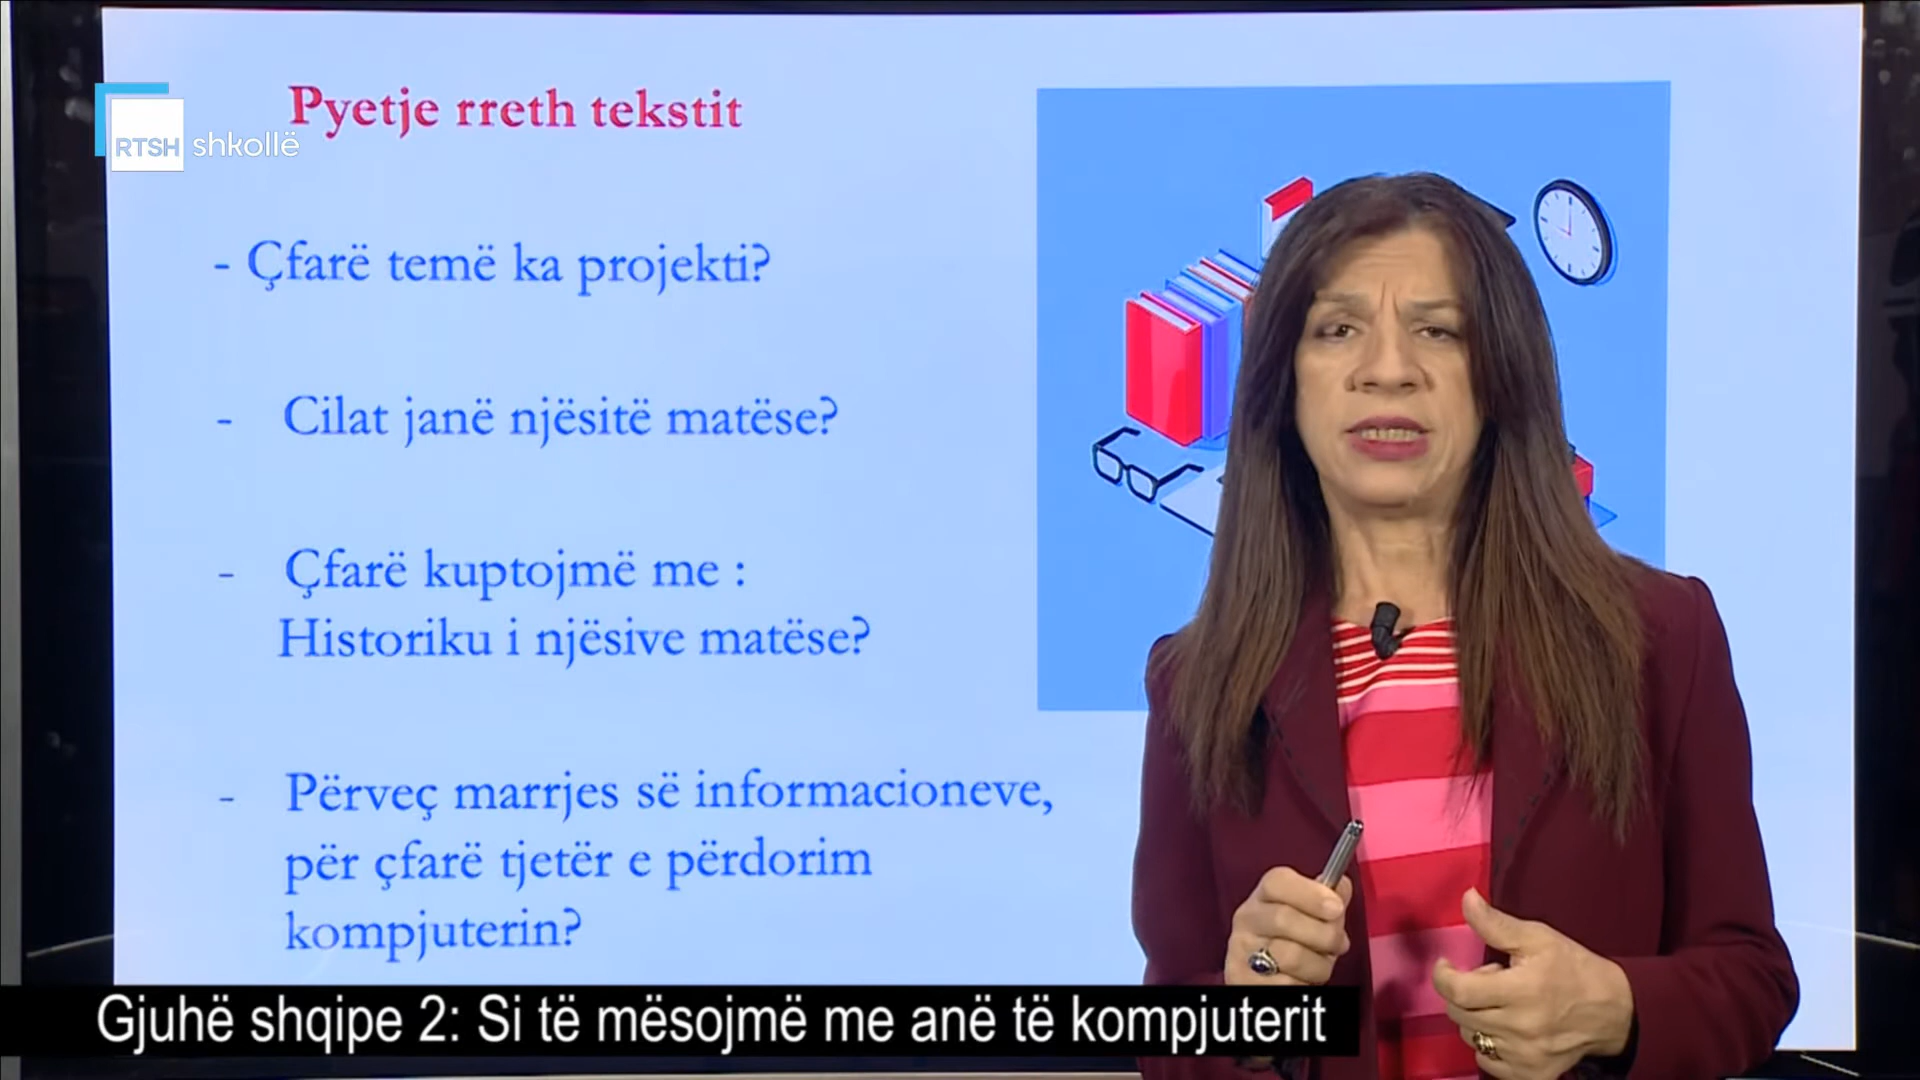 Pyetje rreth tekstit
RTSH shkollë
- Çfarë temë ka projekti?
- Cilat janë njësitë matëse?
- Çfarë kuptojmë me :
Historiku i njësive matëse?
- Përveç marrjes së informacioneve,
për çfarë tjetër e përdorim
kompjuterin?
Gjuhë shqipe 2: Si të mësojmë me anë të kompjuterit